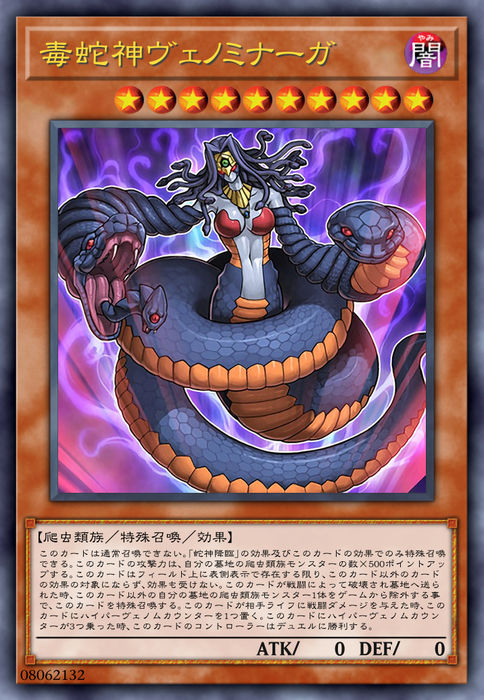 毒蛇神ヴェノミナーガ
やみ
闇
【爬虫類族／特殊召喚／効果】
このカードは通常召喚できない。「蛇神降臨」の効果及びこのカードの効果でのみ特殊召喚
できる。このカードの攻撃力は、自分の墓地の爬虫類族モンスターの数×500ポイントアッ
プする。このカードはフィールド上に表側表示で存在する限り、このカード以外のカード
の効果の対象にならず、効果も受けない。このカードが戦闘によって破壊され墓地へ送ら
れた時、このカード以外の自分の墓地の爬虫類族モンスター1体をゲームから除外する事
で、このカードを特殊召喚する。このカードが相手ライフに戦闘ダメージを与えた時、この
カードにハイパーヴェノムカウンターを1つ置く。このカードにハイパーヴェノムカウン
ターが3つ乗った時、このカードのコントローラーはデュエルに勝利する。
ATK/ 0 DEF/ 0
08062132